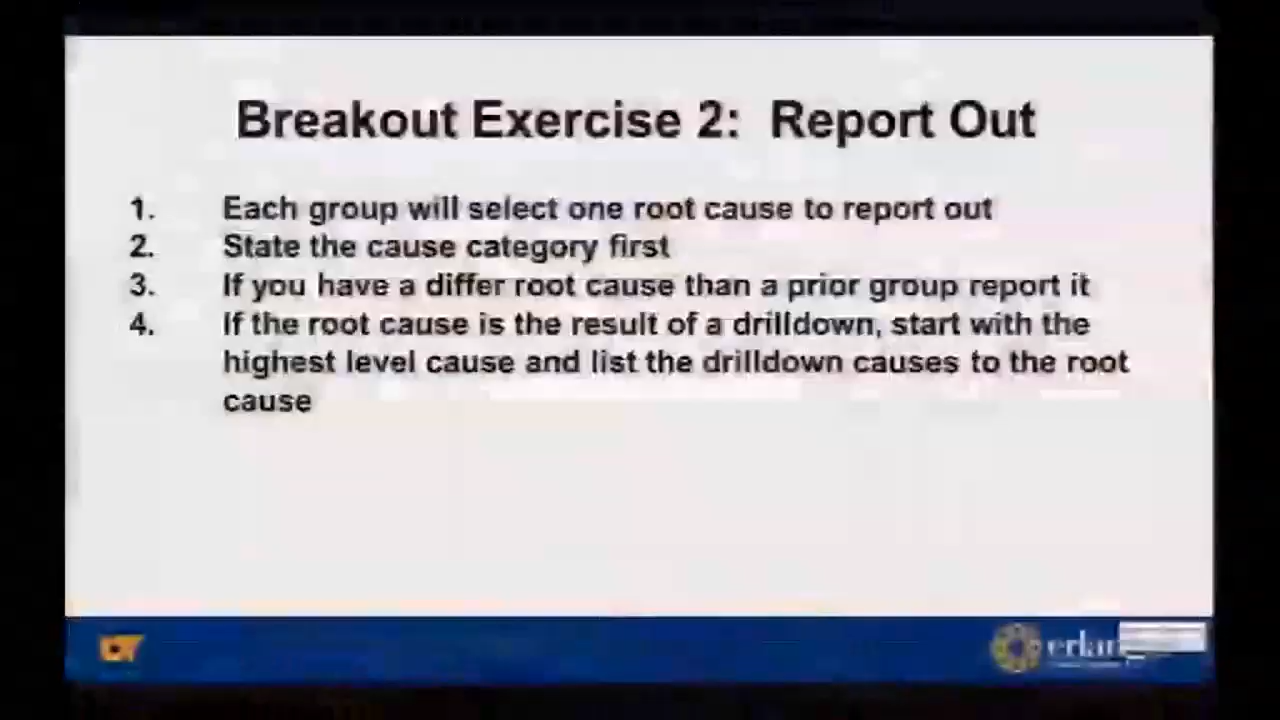 Breakout Exercise 2: Report Out
1. Each group will select one root cause to report out
2. State the cause category first
3. If you have a differ root cause than a prior group report it
4. If the root cause is the result of a drilldown, start with the
highest level cause and list the drilldown causes to the root
cause